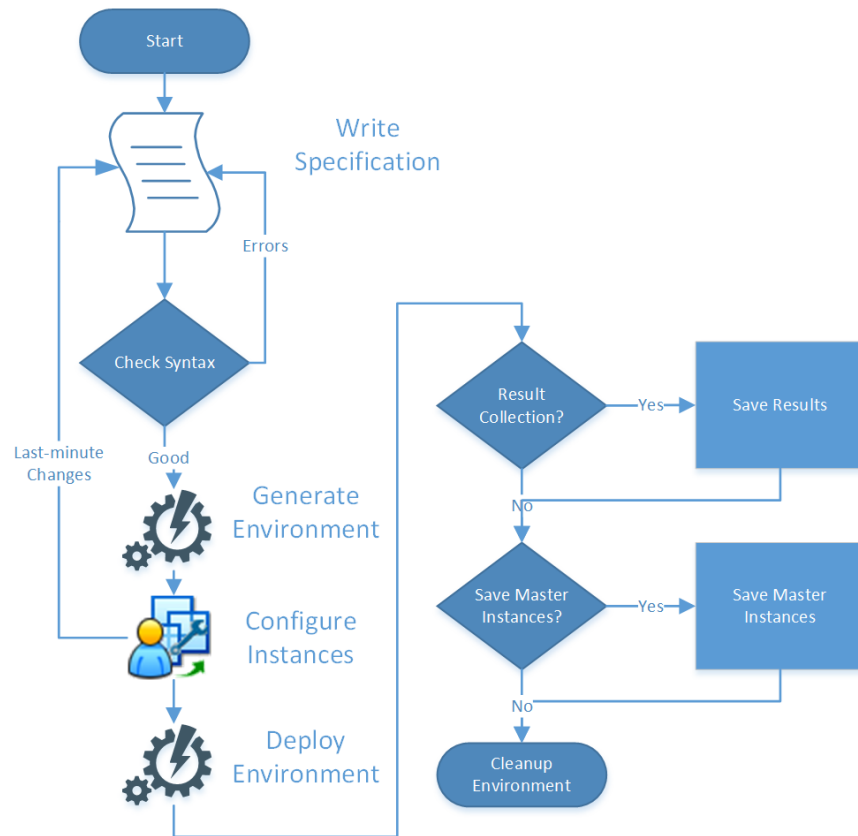 Start
Write
Specification
Errors
Check Syntax
Last-minute
Changes
Good
Generate
Environment
Configure
Instances
Deploy
Environment
Result
Collection?
Yes
Save Results
No
Save Master
Instances?
Yes
Save Master
Instances
No
Cleanup
Environment